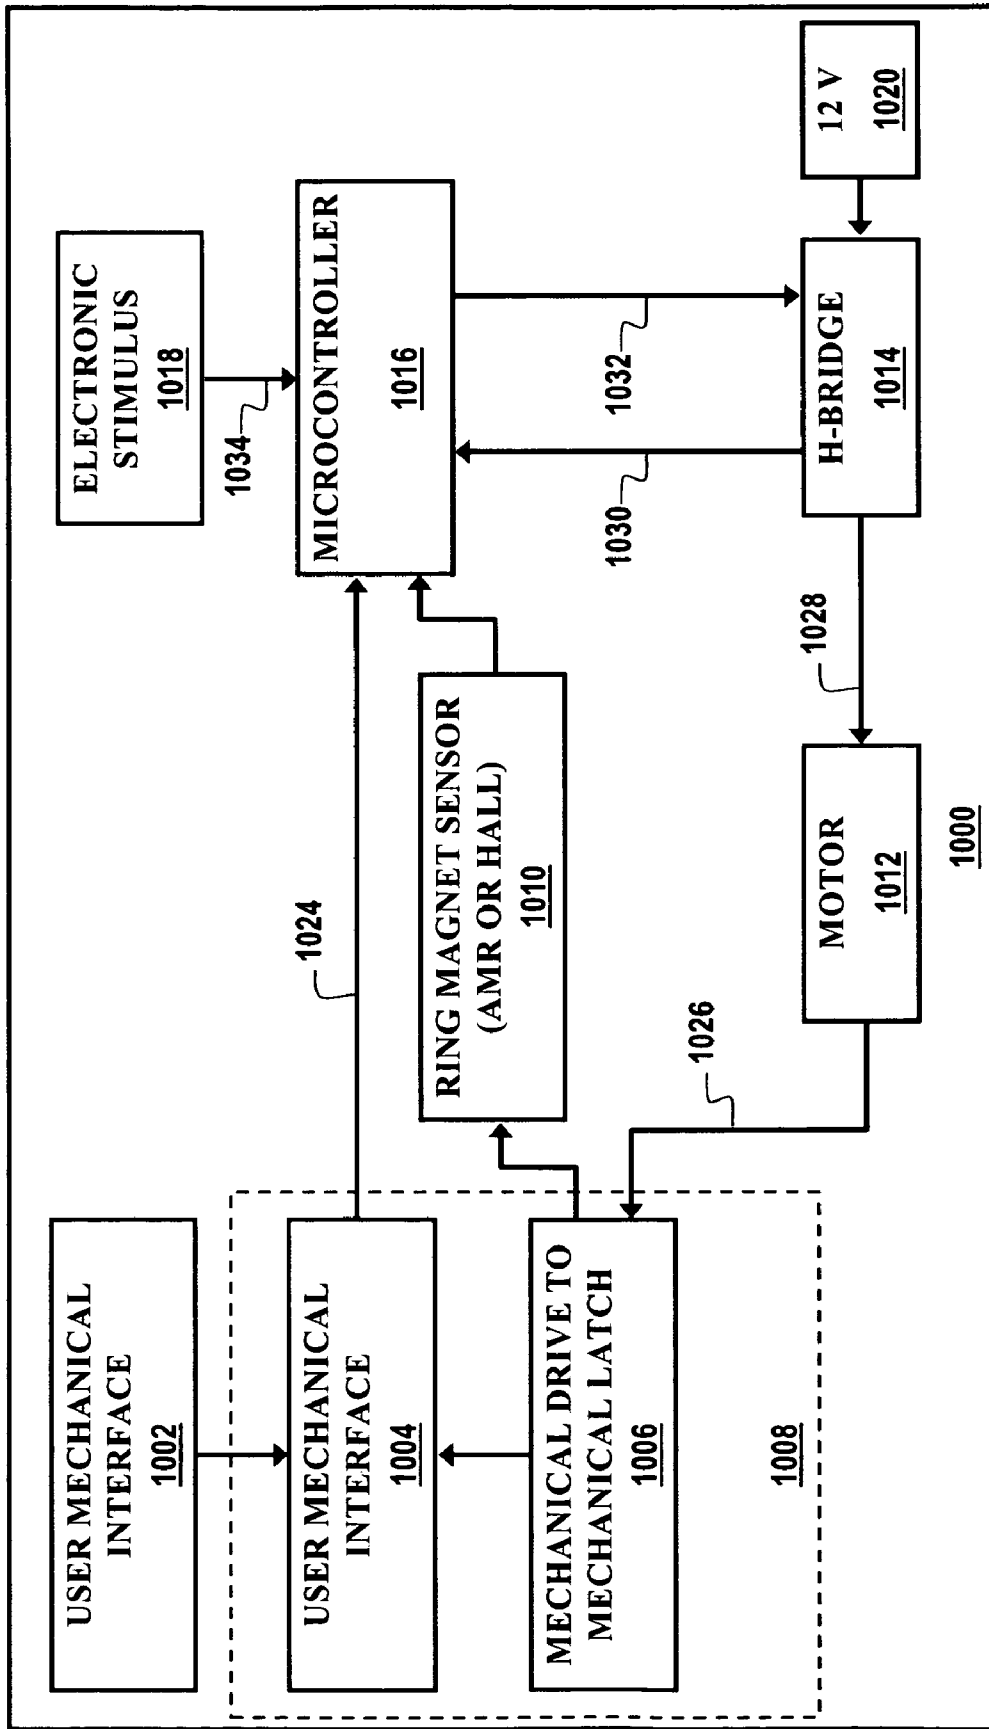 USER MECHANICAL
INTERFACE
1002
USER MECHANICAL
INTERFACE
1004
MECHANICAL DRIVE TO
MECHANICAL LATCH
1006
1008
1024
RING MAGNET SENSOR
(AMR OR HALL)
1010
1026
ELECTRONIC
STIMULUS
1018
1034
MICROCONTROLLER
1016
1030
1032
MOTOR
1012
1028
H-BRIDGE
1014
12 V
1020
1000